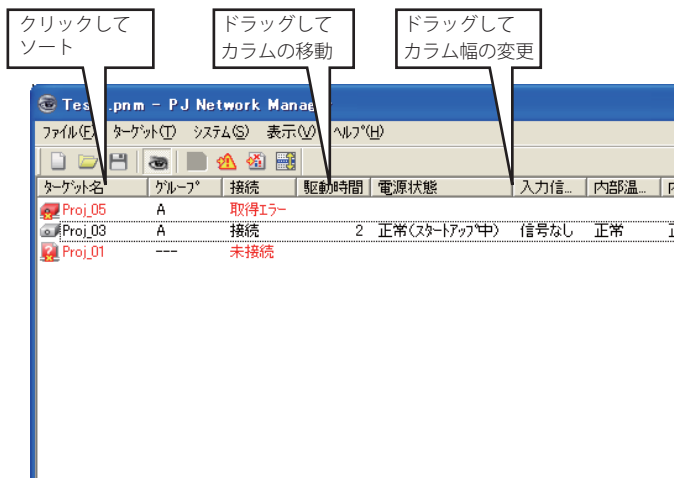 クリックして
ソート
ドラッグして
カラムの移動
ドラッグして
カラム幅の変更
.pnm - PJ Network
ファイル(F) ターゲット(T) システム(S) 表示(V) ヘルプ(H)
ターゲット名 グループ 接続 駆動時間 電源状態 入力信... 内部温...
Proj_05 A 取得エラー
Proj_03 A 接続 2 正常(スタートアップ中) 信号なし 正常
Proj_01 --- 未接続